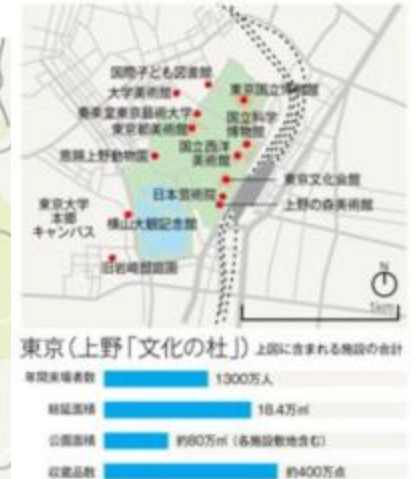 国際子ども図書館
大学美術館
東京国立博物館
奏楽堂東京藝術大学
東京都美術館
国立科学
博物館
国立西洋
美術館
恩賜上野動物園
東京文化会館
日本芸術院
上野の森美術館
東京大学
本郷
キャンパス
横山大観記念館
旧岩崎邸庭園
N
1km
東京(上野「文化の杜」) 上図に含まれる施設の合計
年間来場者数 1300万人
総延面積 18.4万㎡
公園面積 約80万㎡(各施設敷地含む)
収蔵品数 約400万点